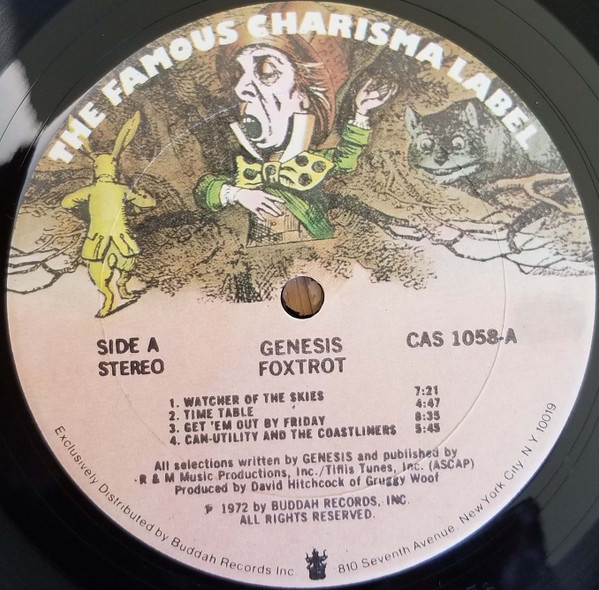 THE FAMOUS CHARISMA LABEL
SIDE A
STEREO
GENESIS
FOXTROT
CAS 1058-A
1. WATCHER OF THE SKIES 7:21
2. TIME TABLE 4:47
3. GET 'EM OUT BY FRIDAY 8:35
4. CAN-UTILITY AND THE COASTLINERS 5:45
All selections written by GENESIS and published by
R & M Music Productions, Inc./Tiflis Tunes, Inc. (ASCAP)
Produced by David Hitchcock of Gruggy Woof
℗ 1972 by BUDDAH RECORDS, INC.
ALL RIGHTS RESERVED.
Exclusively Distributed by Buddah Records Inc. 810 Seventh Avenue, New York City, N Y 10019